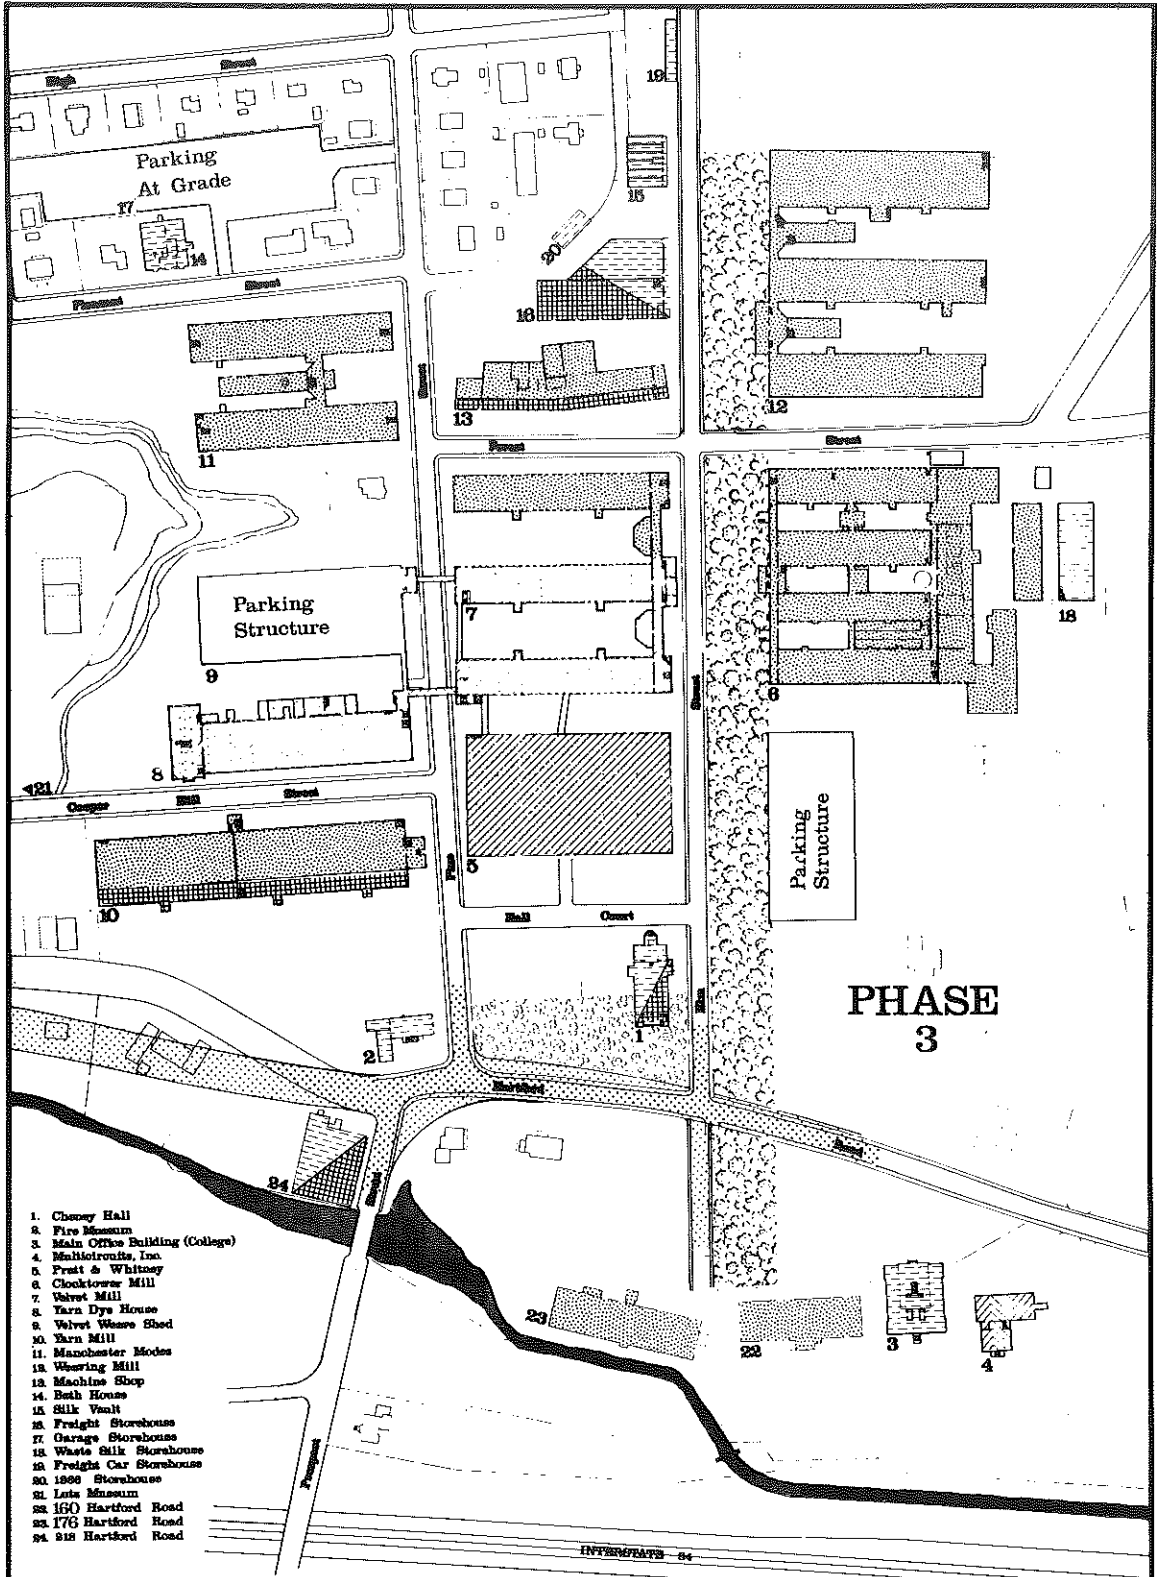 High Street
19
Parking
At Grade
17
14
15
20
Pleasant Street
16
Street
13
12
11
Forest Street
Parking
Structure
7
9
18
6
Street
8
21
Cooper Hill Street
5
Parking
Structure
Pine
10
Hall Court
PHASE
3
Elm
1
2
Hartford
Road
24
Street
1. Cheney Hall
2. Fire Museum
3. Main Office Building (College)
4. Multicircuits, Inc.
5. Pratt & Whitney
6. Clocktower Mill
7. Velvet Mill
8. Yarn Dye House
9. Velvet Weave Shed
10. Yarn Mill
11. Manchester Modes
12. Weaving Mill
13. Machine Shop
14. Bath House
15. Silk Vault
16. Freight Storehouse
17. Garage Storehouse
18. Waste Silk Storehouse
19. Freight Car Storehouse
20. 1886 Storehouse
21. Lutz Museum
22. 160 Hartford Road
23. 176 Hartford Road
24. 218 Hartford Road
23
22
3
4
Prospect
INTERSTATE 84